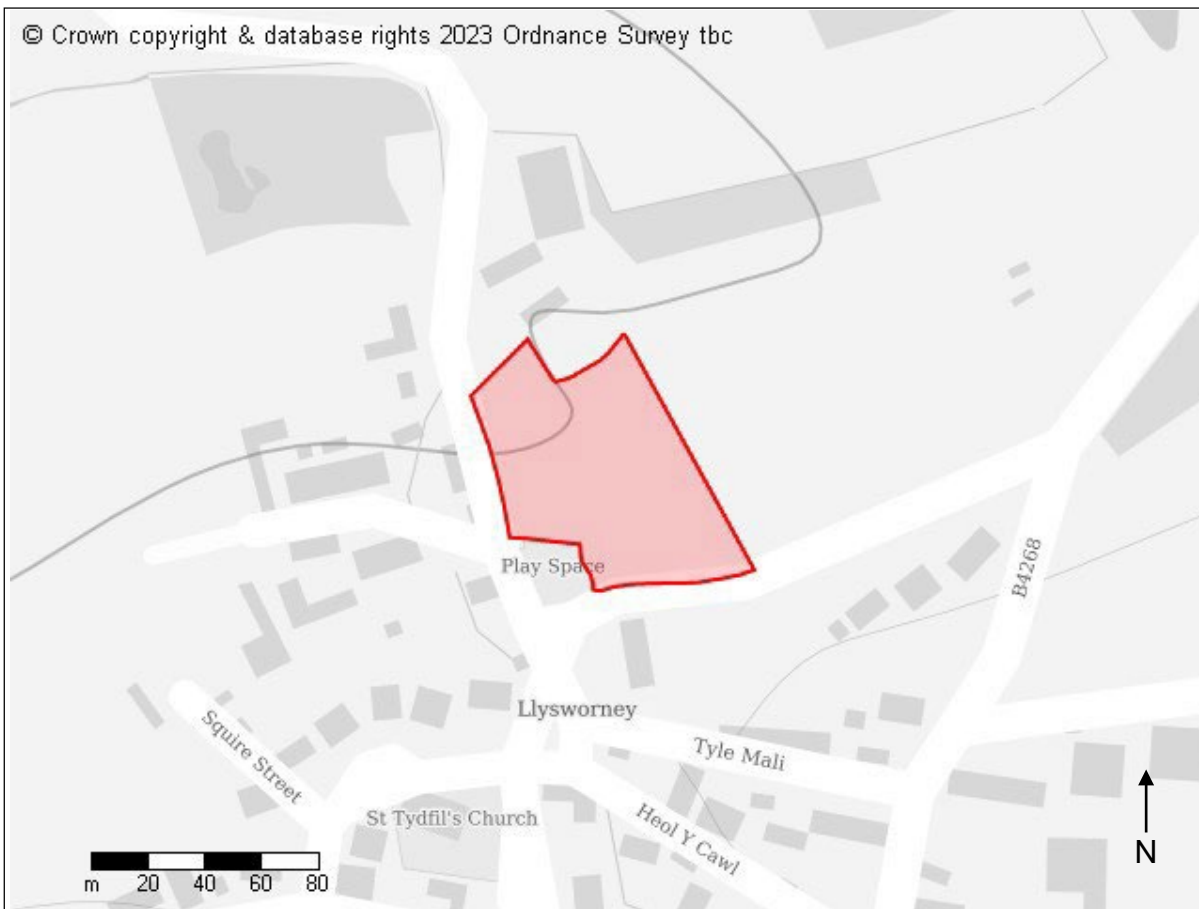 © Crown copyright & database rights 2023 Ordnance Survey tbc
Play Space
B4268
Llysworney
Squire Street
Tyle Mali
St Tydfil's Church
Heol Y Cawl
N
m 20 40 60 80